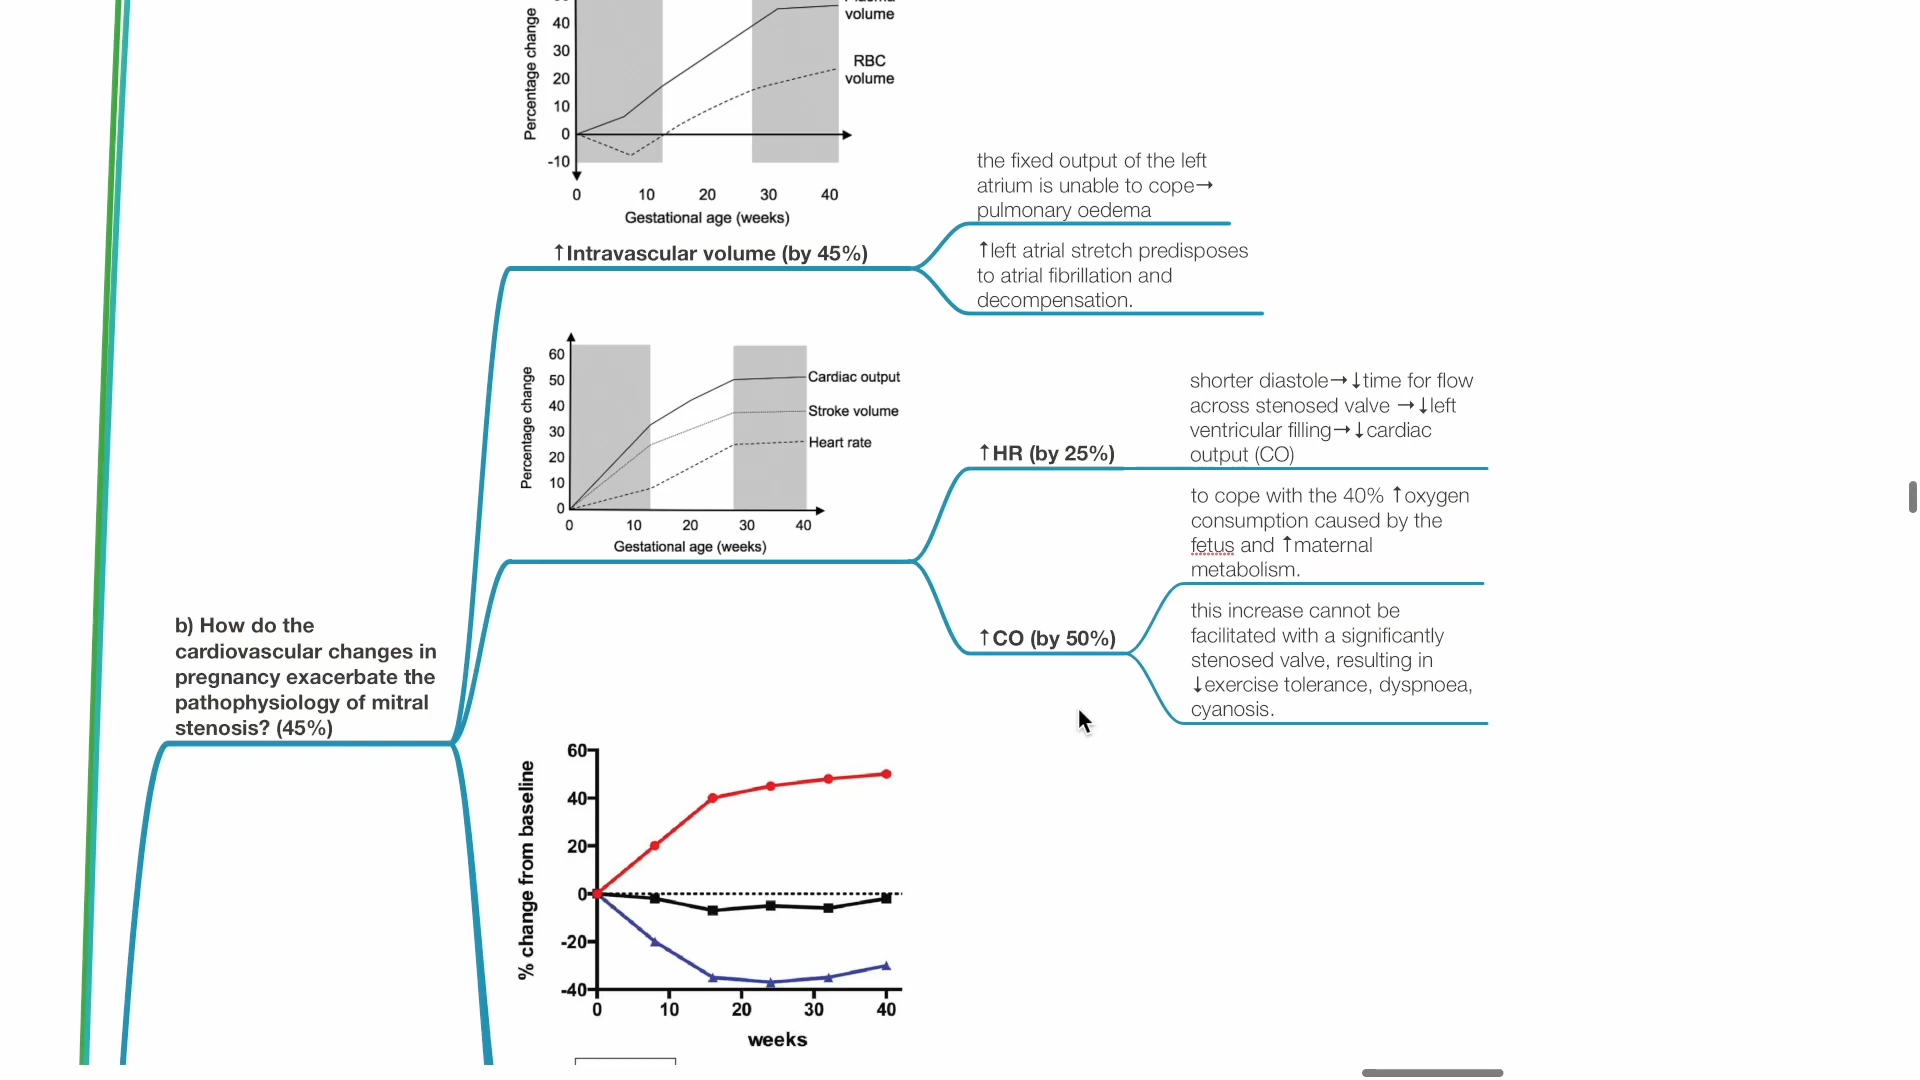 volume
40
30
20
10
0
-10
Percentage change
RBC
volume
0 10 20 30 40
Gestational age (weeks)
↑Intravascular volume (by 45%)
the fixed output of the left
atrium is unable to cope→
pulmonary oedema
↑left atrial stretch predisposes
to atrial fibrillation and
decompensation.
60
50
40
30
20
10
0
Percentage change
Cardiac output
Stroke volume
Heart rate
0 10 20 30 40
Gestational age (weeks)
↑HR (by 25%)
shorter diastole→↓time for flow
across stenosed valve →↓left
ventricular filling→↓cardiac
output (CO)
↑CO (by 50%)
to cope with the 40% ↑oxygen
consumption caused by the
fetus and ↑maternal
metabolism.
this increase cannot be
facilitated with a significantly
stenosed valve, resulting in
↓exercise tolerance, dyspnoea,
cyanosis.
b) How do the
cardiovascular changes in
pregnancy exacerbate the
pathophysiology of mitral
stenosis? (45%)
60
40
20
0
-20
-40
% change from baseline
0 10 20 30 40
weeks